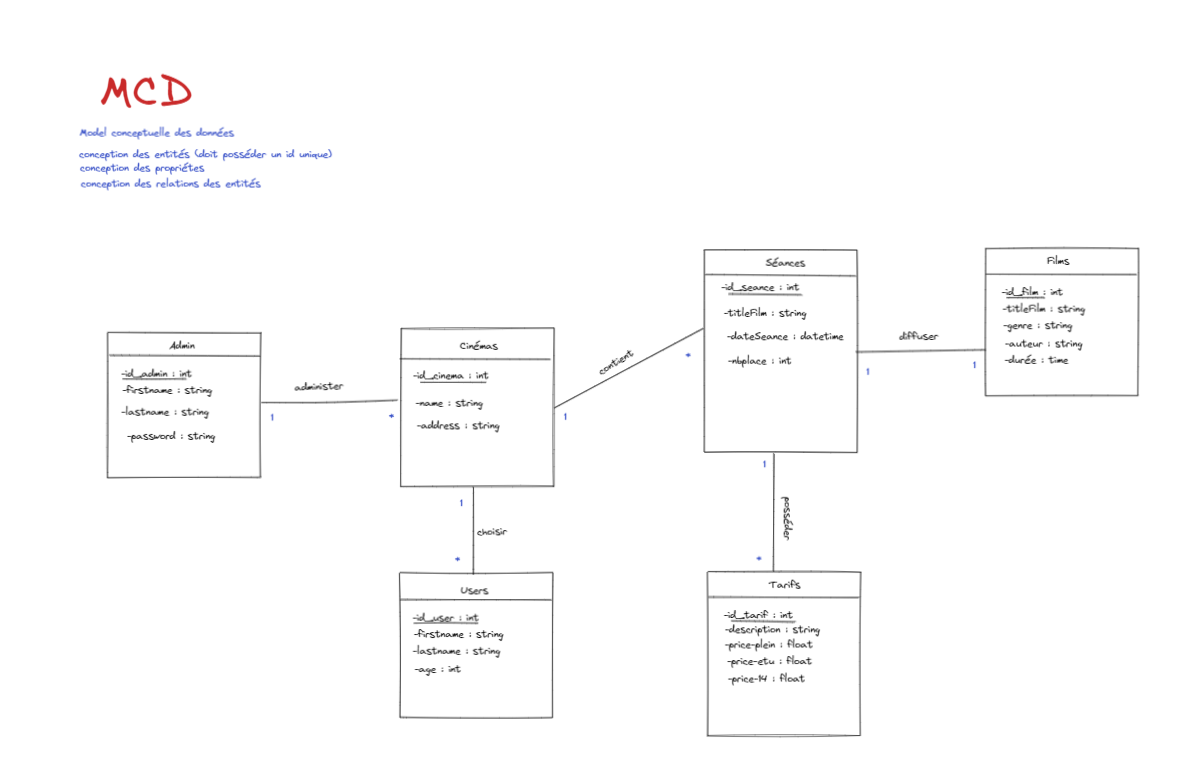 MCD
Model conceptuelle des données
conception des entités (doit posséder un id unique)
conception des propriétes
conception des relations des entités
Admin
-id_admin : int
-firstname : string
-lastname : string
-password : string
administer
1
*
Cinémas
-id_cinema : int
-name : string
-address : string
contient
1
*
Séances
-id_seance : int
-titleFilm : string
-dateSeance : datetime
-nbplace : int
diffuser
1
1
Films
-id_film : int
-titleFilm : string
-genre : string
-auteur : string
-durée : time
1
choisir
*
Users
-id_user : int
-firstname : string
-lastname : string
-age : int
1
posséder
*
Tarifs
-id_tarif : int
-description : string
-price-plein : float
-price-etu : float
-price-14 : float